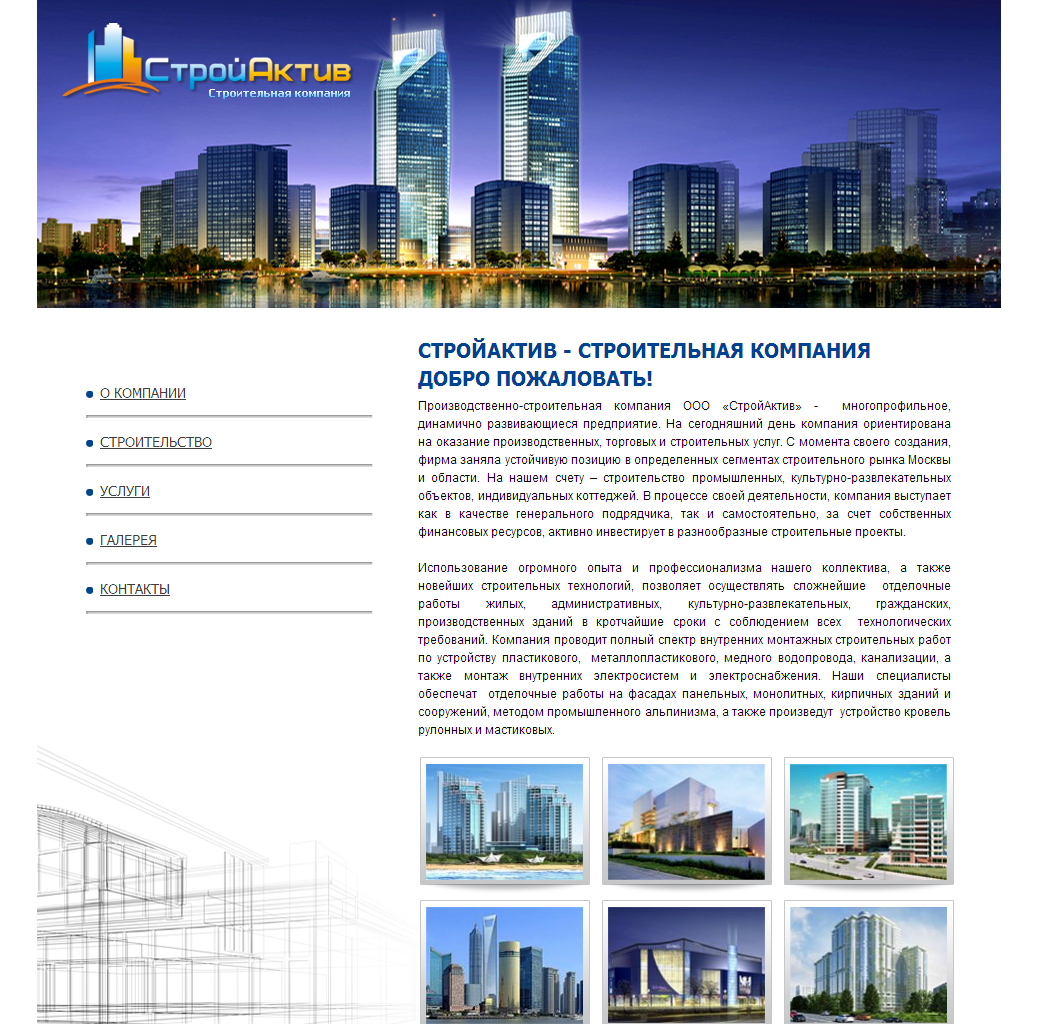 СтройАктив
Строительная компания
О КОМПАНИИ
СТРОИТЕЛЬСТВО
УСЛУГИ
ГАЛЕРЕЯ
КОНТАКТЫ
СТРОЙАКТИВ - СТРОИТЕЛЬНАЯ КОМПАНИЯ
ДОБРО ПОЖАЛОВАТЬ!
Производственно-строительная компания ООО «СтройАктив» - многопрофильное,
динамично развивающиеся предприятие. На сегодняшний день компания ориентирована
на оказание производственных, торговых и строительных услуг. С момента своего создания,
фирма заняла устойчивую позицию в определенных сегментах строительного рынка Москвы
и области. На нашем счету – строительство промышленных, культурно-развлекательных
объектов, индивидуальных коттеджей. В процессе своей деятельности, компания выступает
как в качестве генерального подрядчика, так и самостоятельно, за счет собственных
финансовых ресурсов, активно инвестирует в разнообразные строительные проекты.
Использование огромного опыта и профессионализма нашего коллектива, а также
новейших строительных технологий, позволяет осуществлять сложнейшие отделочные
работы жилых, административных, культурно-развлекательных, гражданских,
производственных зданий в кротчайшие сроки с соблюдением всех технологических
требований. Компания проводит полный спектр внутренних монтажных строительных работ
по устройству пластикового, металлопластикового, медного водопровода, канализации, а
также монтаж внутренних электросистем и электроснабжения. Наши специалисты
обеспечат отделочные работы на фасадах панельных, монолитных, кирпичных зданий и
сооружений, методом промышленного альпинизма, а также произведут устройство кровель
рулонных и мастиковых.